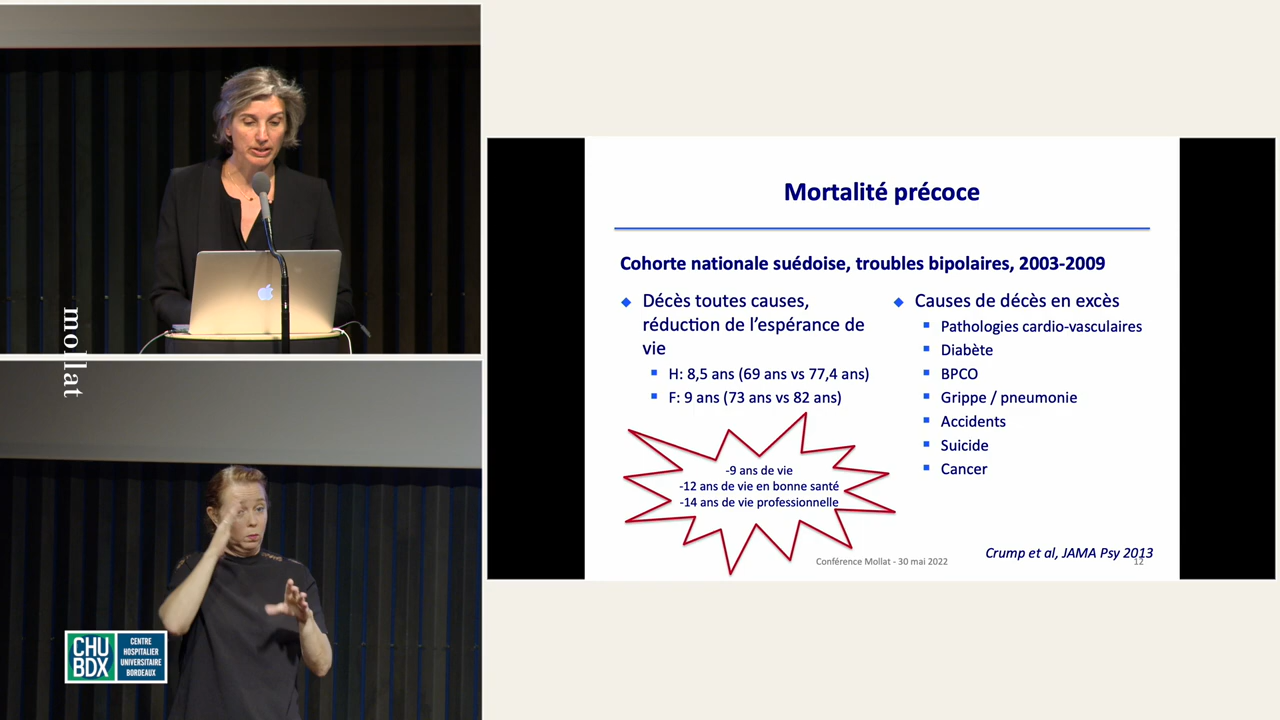 mollat
CHU
BDX
CENTRE
HOSPITALIER
UNIVERSITAIRE
BORDEAUX
Mortalité précoce
Cohorte nationale suédoise, troubles bipolaires, 2003-2009
Décès toutes causes,
réduction de l'espérance de
vie
H: 8,5 ans (69 ans vs 77,4 ans)
F: 9 ans (73 ans vs 82 ans)
-9 ans de vie
-12 ans de vie en bonne santé
-14 ans de vie professionnelle
Causes de décès en excès
Pathologies cardio-vasculaires
Diabète
BPCO
Grippe / pneumonie
Accidents
Suicide
Cancer
Crump et al, JAMA Psy 2013
Conférence Mollat - 30 mai 2022
12